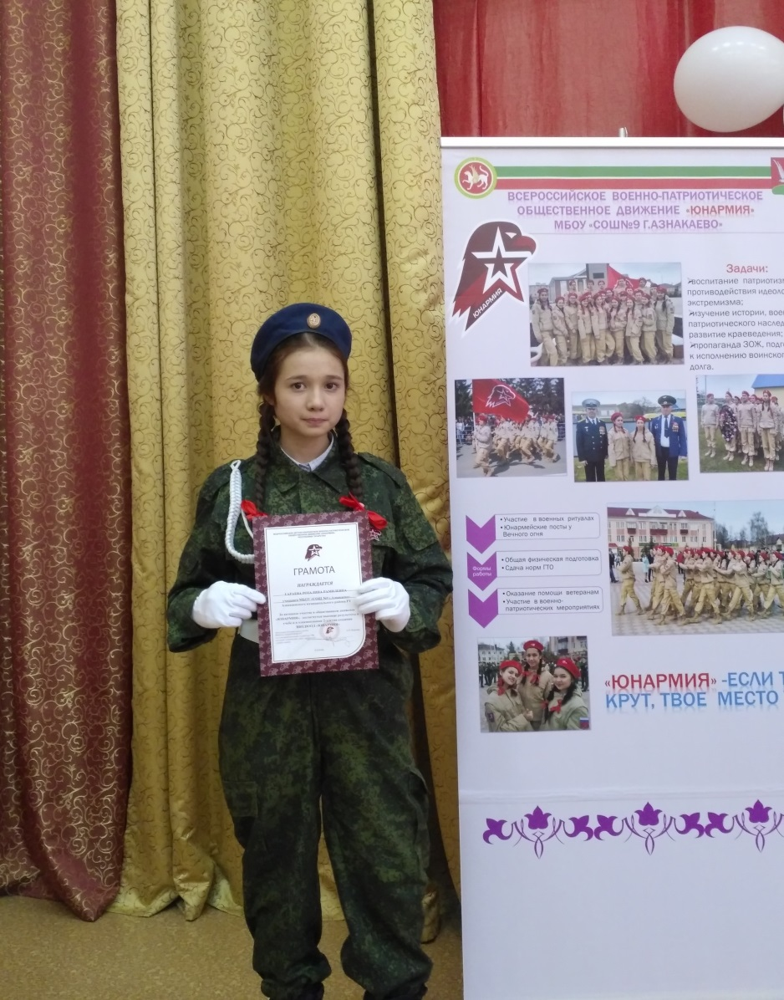 ВСЕРОССИЙСКОЕ ВОЕННО-ПАТРИОТИЧЕСКОЕ
ОБЩЕСТВЕННОЕ ДВИЖЕНИЕ «ЮНАРМИЯ»
МБОУ «СОШ№9 Г.АЗНАКАЕВО»
ЮНАРМИЯ
Задачи:
воспитание патриотизм
противодействия идеоло
экстремизма;
изучение истории, воен
патриотического наслед
развитие краеведения;
пропаганда ЗОЖ, подго
к исполнению воинског
долга.
Формы
работы
• Участие в военных ритуалах
• Юнармейские посты у
Вечного огня
• Общая физическая подготовка
• Сдача норм ГТО
• Оказание помощи ветеранам
• Участие в военно-
патриотических мероприятиях
«ЮНАРМИЯ» -ЕСЛИ Т
КРУТ, ТВОЕ МЕСТО
ГРАМОТА
НАГРАЖДАЕТСЯ